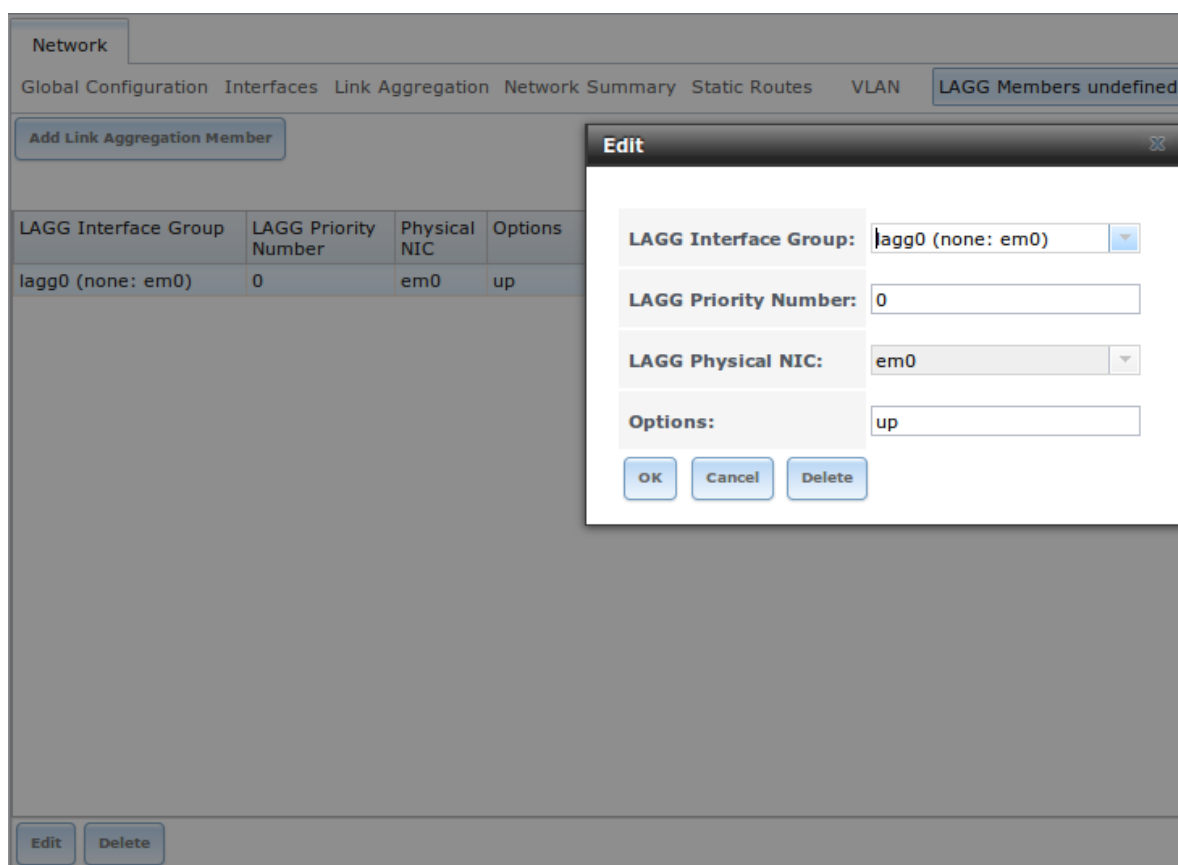 Network
Global Configuration Interfaces Link Aggregation Network Summary Static Routes VLAN LAGG Members undefined
Add Link Aggregation Member
LAGG Interface Group LAGG Priority Number Physical NIC Options
lagg0 (none: em0) 0 em0 up
Edit
LAGG Interface Group: lagg0 (none: em0)
LAGG Priority Number: 0
LAGG Physical NIC: em0
Options: up
OK Cancel Delete
Edit Delete